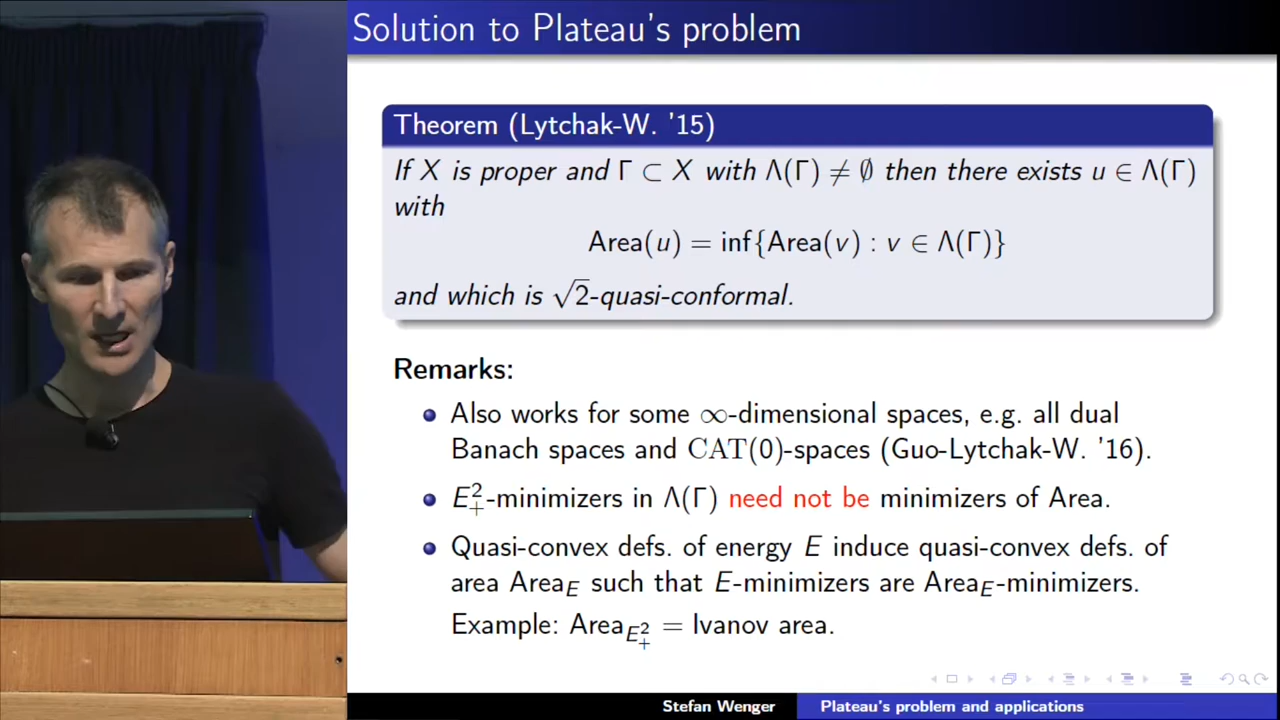 Solution to Plateau's problem
Theorem (Lytchak-W. '15)
If X is proper and Γ ⊂ X with Λ(Γ) ≠ ∅ then there exists u ∈ Λ(Γ)
with
Area(u) = inf{Area(v) : v ∈ Λ(Γ)}
and which is √2-quasi-conformal.
Remarks:
Also works for some ∞-dimensional spaces, e.g. all dual
Banach spaces and CAT(0)-spaces (Guo-Lytchak-W. '16).
E²₊-minimizers in Λ(Γ) need not be minimizers of Area.
Quasi-convex defs. of energy E induce quasi-convex defs. of
area Area_E such that E-minimizers are Area_E-minimizers.
Example: Area_{E²₊} = Ivanov area.
Stefan Wenger Plateau's problem and applications